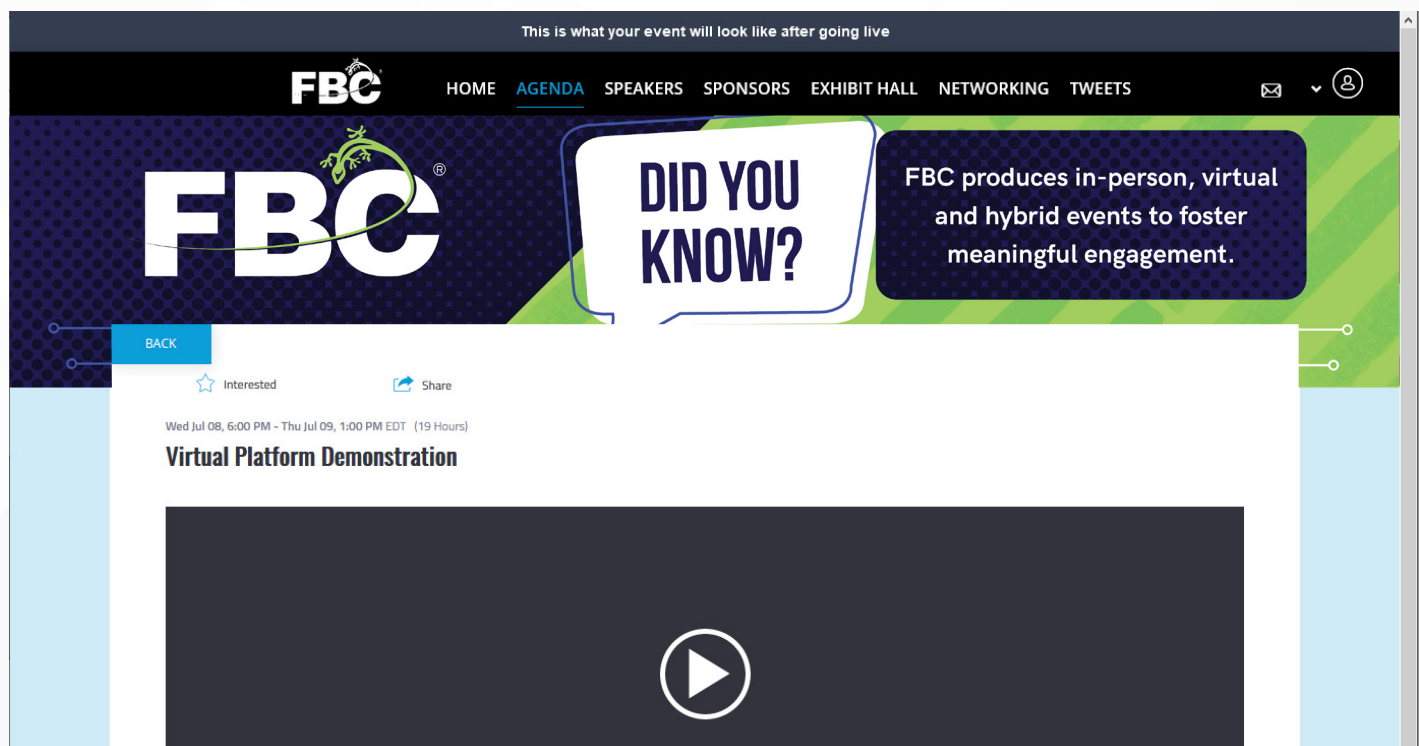 This is what your event will look like after going live
FBC HOME AGENDA SPEAKERS SPONSORS EXHIBIT HALL NETWORKING TWEETS
FBC®
DID YOU
KNOW?
FBC produces in-person, virtual
and hybrid events to foster
meaningful engagement.
BACK
Interested Share
Wed Jul 08, 6:00 PM - Thu Jul 09, 1:00 PM EDT (19 Hours)
Virtual Platform Demonstration